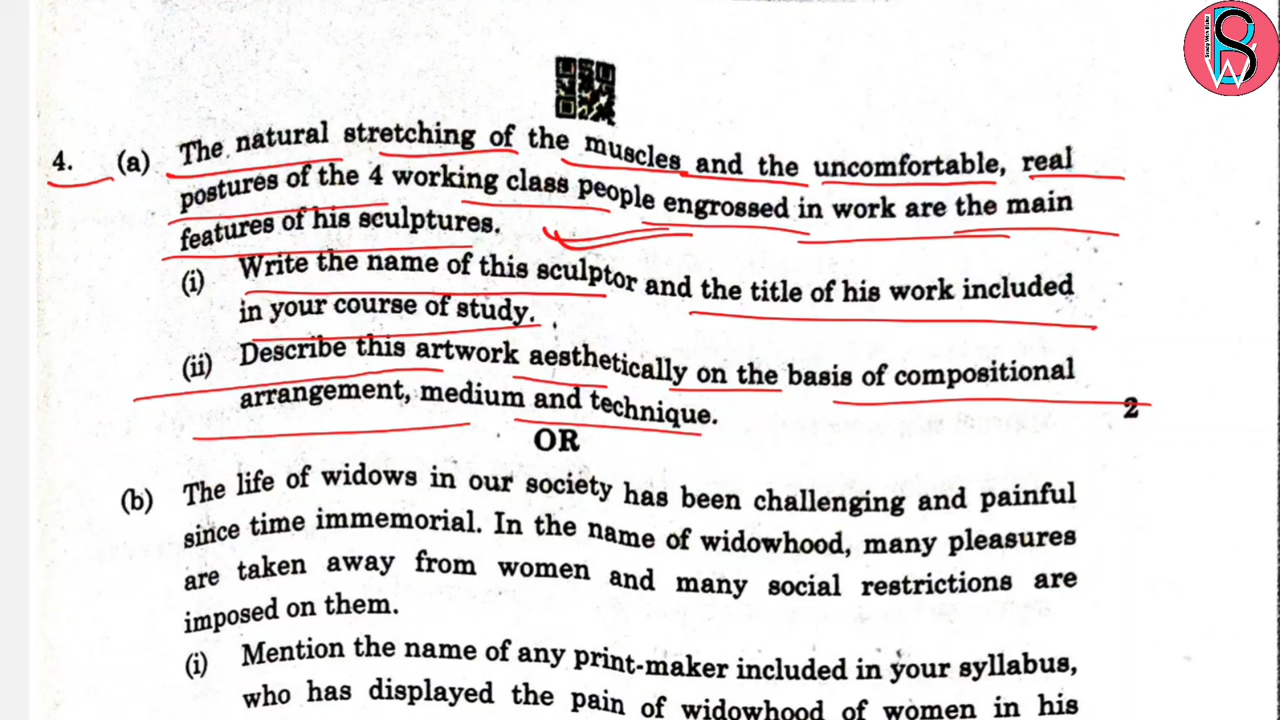 4. (a) The natural stretching of the muscles and the uncomfortable, real
postures of the 4 working class people engrossed in work are the main
features of his sculptures.
(i) Write the name of this sculptor and the title of his work included
in your course of study.
(ii) Describe this artwork aesthetically on the basis of compositional
arrangement, medium and technique. 2
OR
(b) The life of widows in our society has been challenging and painful
since time immemorial. In the name of widowhood, many pleasures
are taken away from women and many social restrictions are
imposed on them.
(i) Mention the name of any print-maker included in your syllabus,
who has displayed the pain of widowhood of women in his